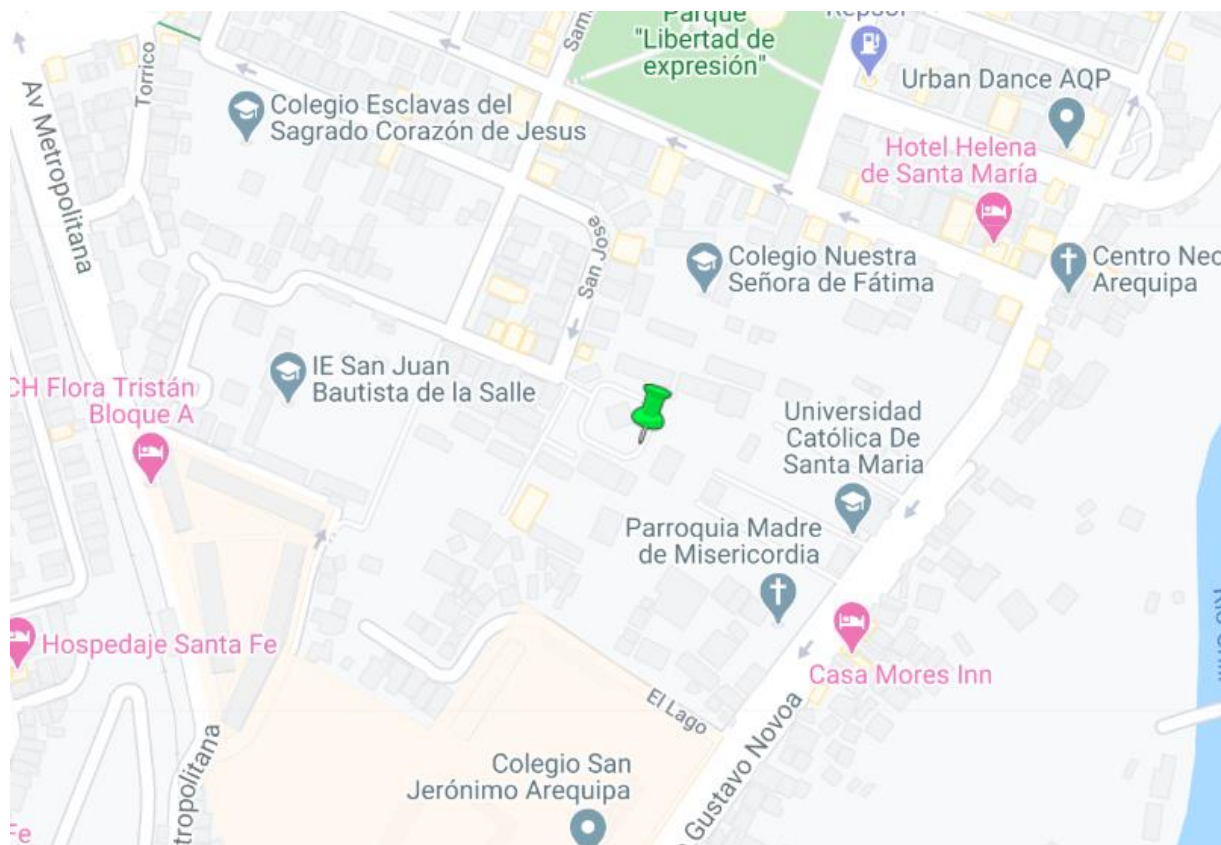 Parque
"Libertad de
expresión"
Repsol
Urban Dance AQP
Torrico
Av Metropolitana
Colegio Esclavas del
Sagrado Corazón de Jesus
Hotel Helena
de Santa María
San Jose
Colegio Nuestra
Señora de Fátima
Centro Neo
Arequipa
IE San Juan
Bautista de la Salle
CH Flora Tristán
Bloque A
Universidad
Católica De
Santa Maria
Parroquia Madre
de Misericordia
Hospedaje Santa Fe
Casa Mores Inn
El Lago
Gustavo Novoa
Colegio San
Jerónimo Arequipa
tropolitana
Fe